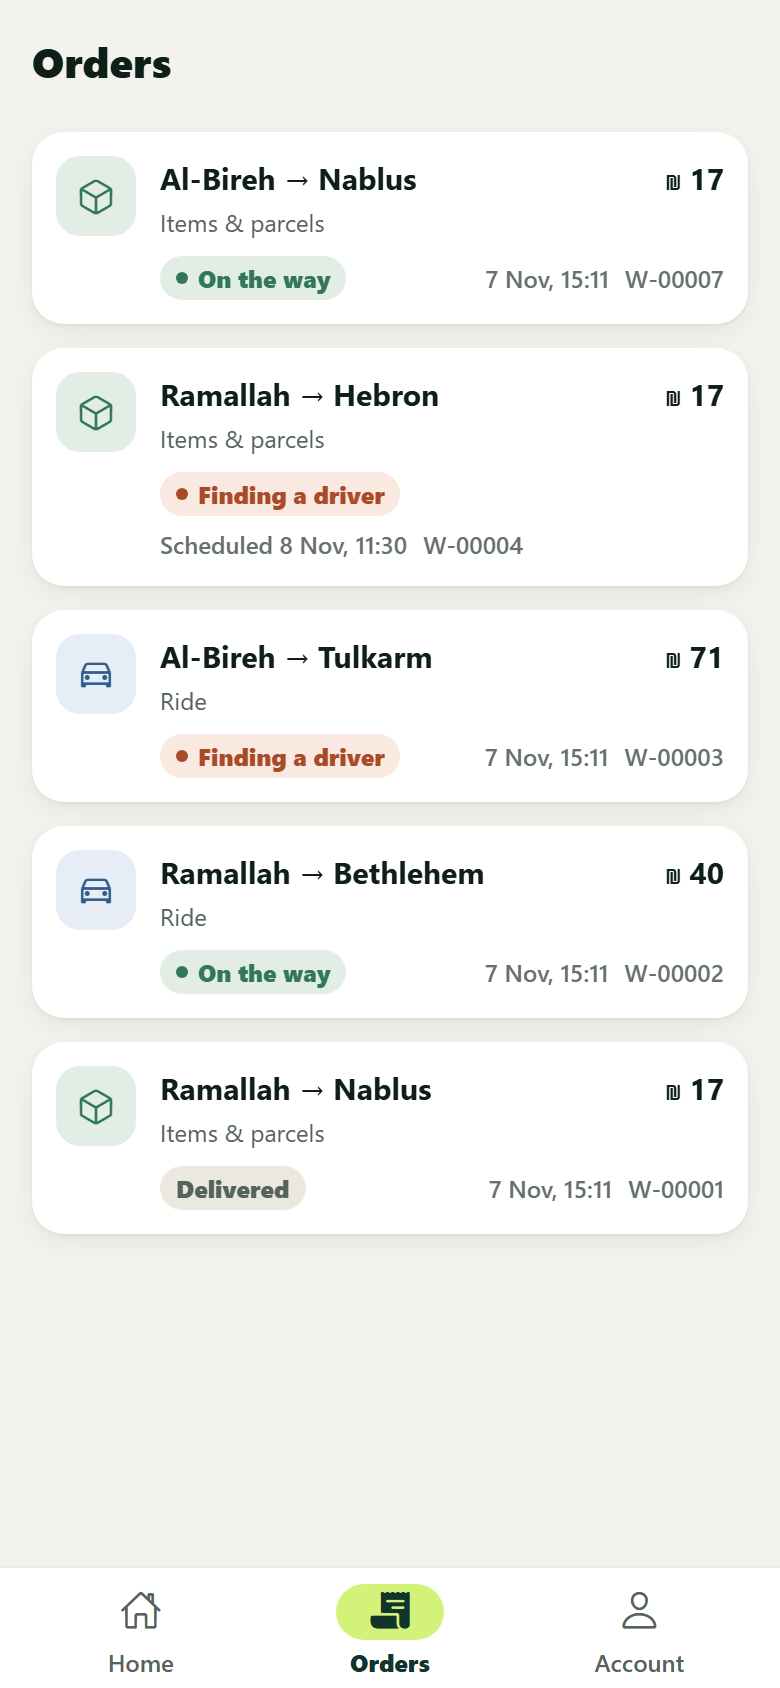 Orders
Al-Bireh → Nablus ₪ 17
Items & parcels
On the way 7 Nov, 15:11 W-00007
Ramallah → Hebron ₪ 17
Items & parcels
Finding a driver
Scheduled 8 Nov, 11:30 W-00004
Al-Bireh → Tulkarm ₪ 71
Ride
Finding a driver 7 Nov, 15:11 W-00003
Ramallah → Bethlehem ₪ 40
Ride
On the way 7 Nov, 15:11 W-00002
Ramallah → Nablus ₪ 17
Items & parcels
Delivered 7 Nov, 15:11 W-00001
Home Orders Account